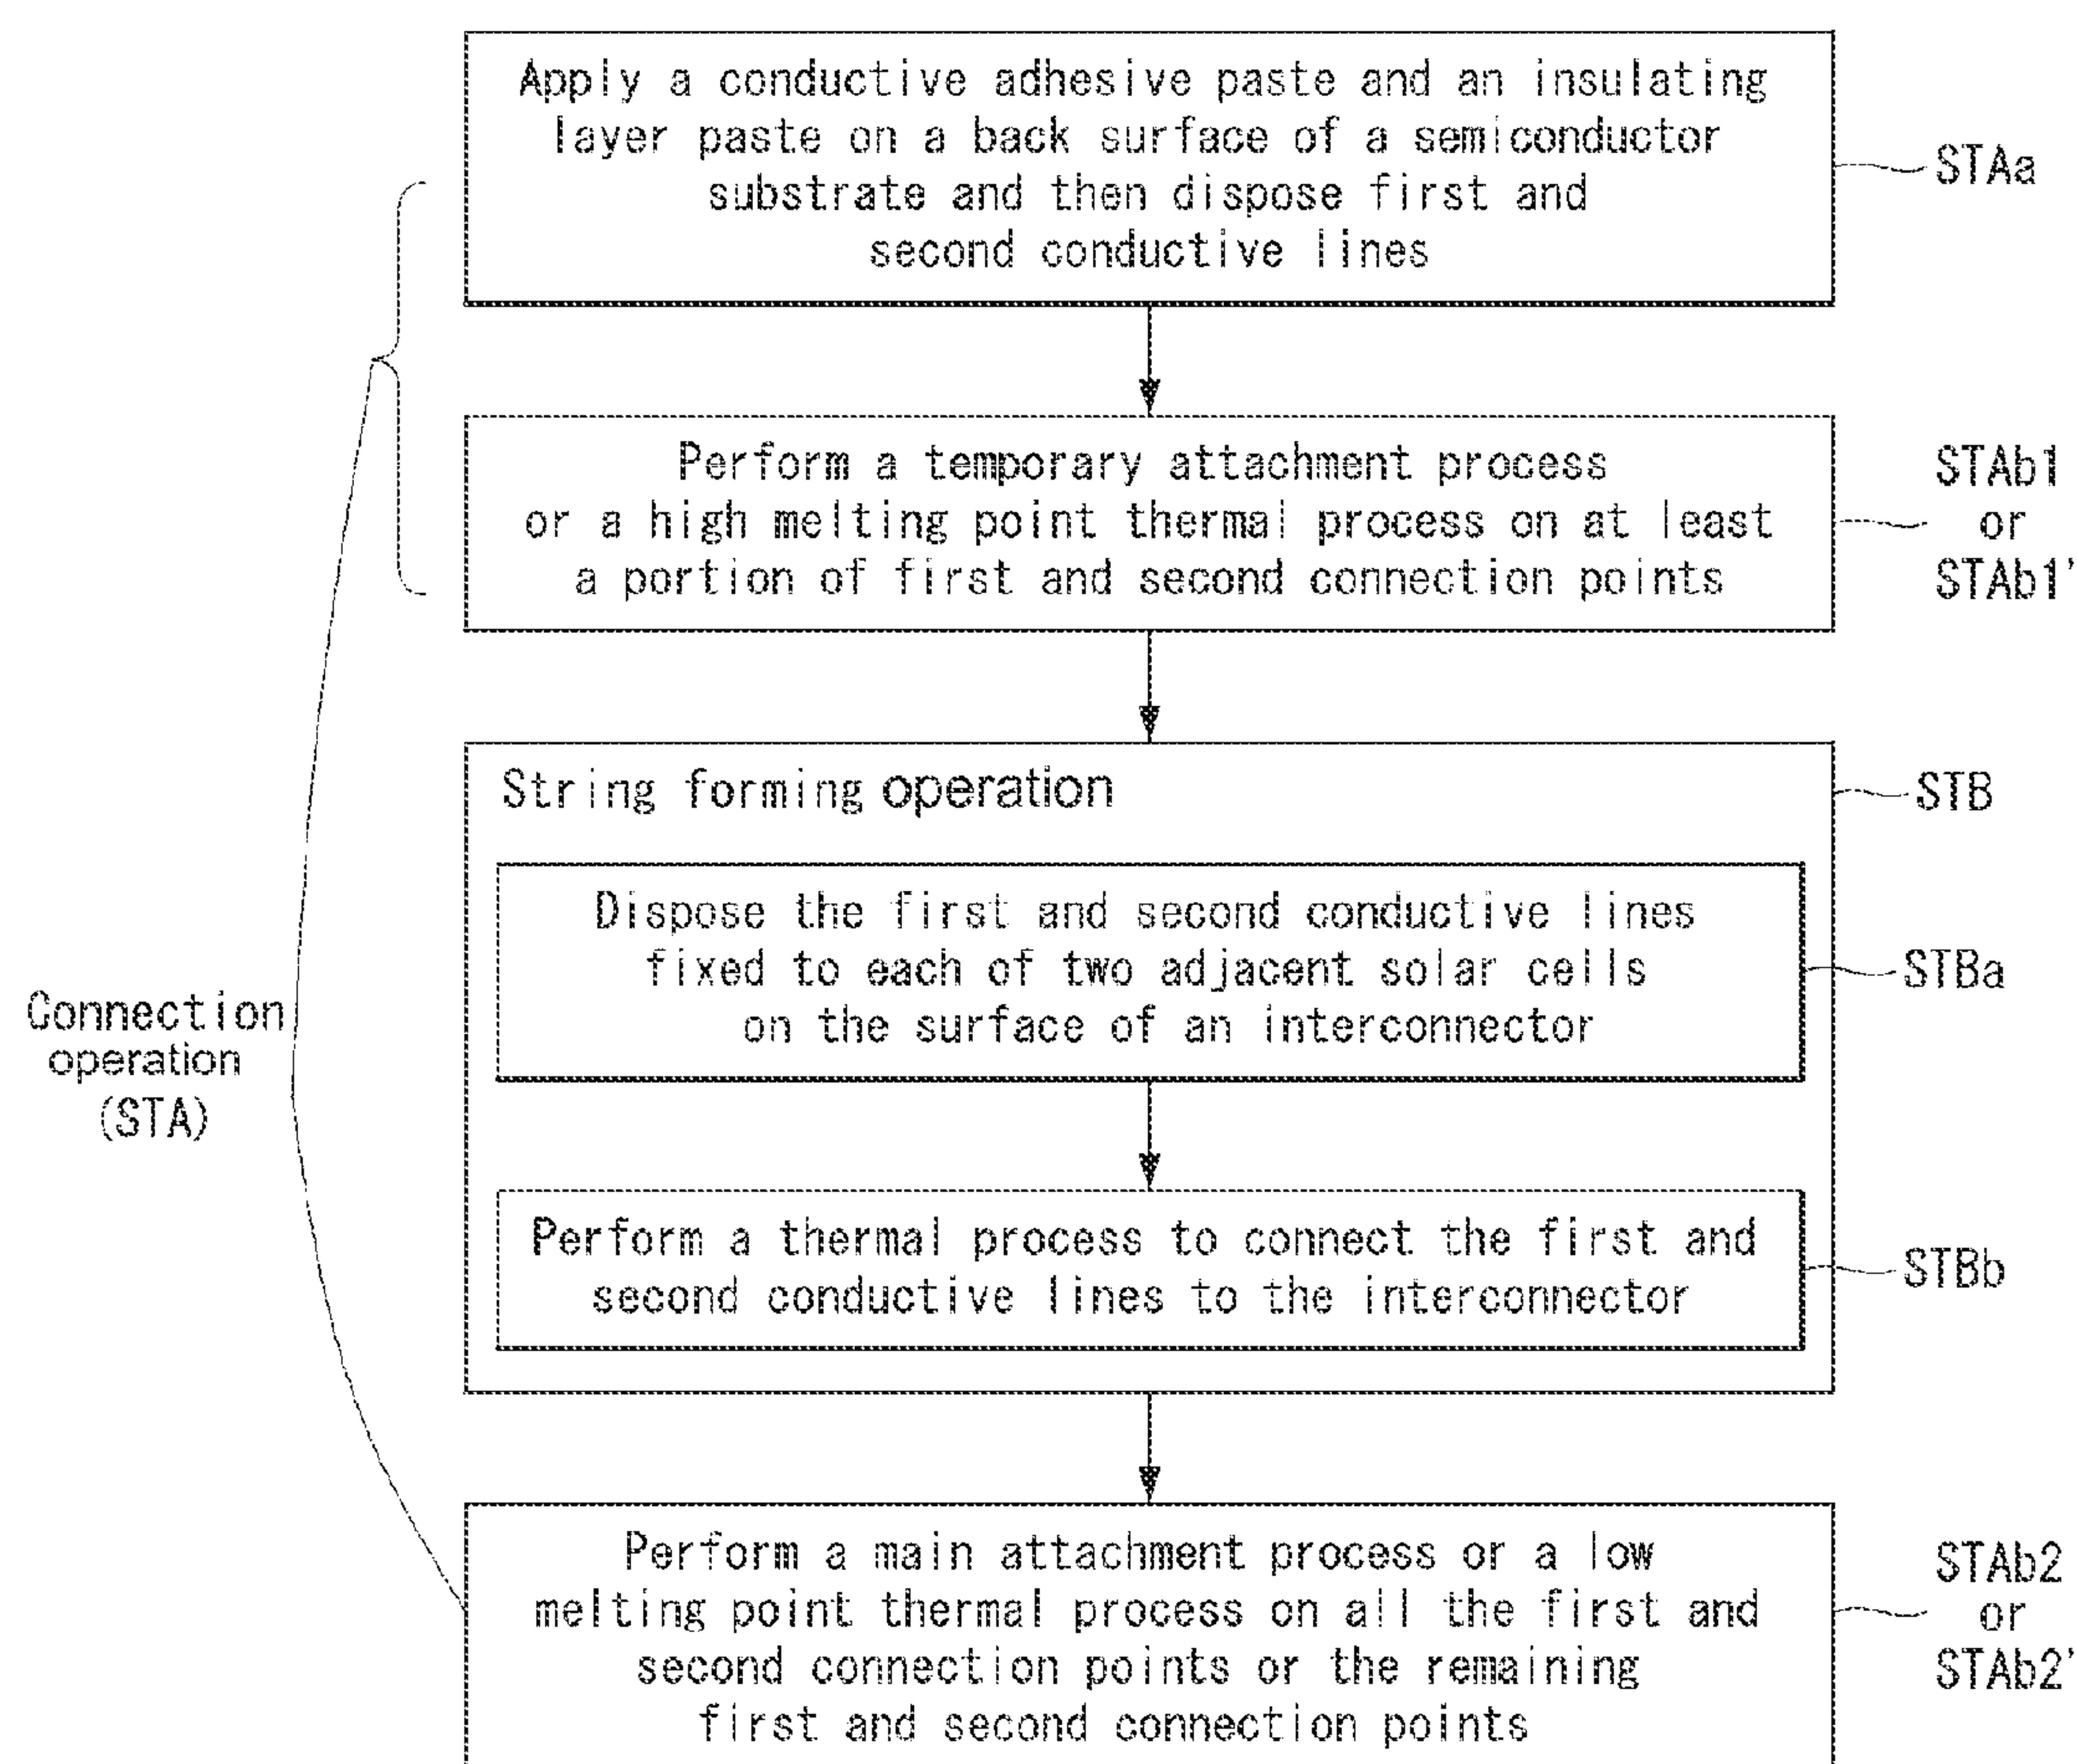 Apply a conductive adhesive paste and an insulating
layer paste on a back surface of a semiconductor
substrate and then dispose first and
second conductive lines
STAa
Perform a temporary attachment process
or a high melting point thermal process on at least
a portion of first and second connection points
STAb1
or
STAb1'
String forming operation
STB
Dispose the first and second conductive lines
fixed to each of two adjacent solar cells
on the surface of an interconnector
STBa
Connection
operation
(STA)
Perform a thermal process to connect the first and
second conductive lines to the interconnector
STBb
Perform a main attachment process or a low
melting point thermal process on all the first and
second connection points or the remaining
first and second connection points
STAb2
or
STAb2'